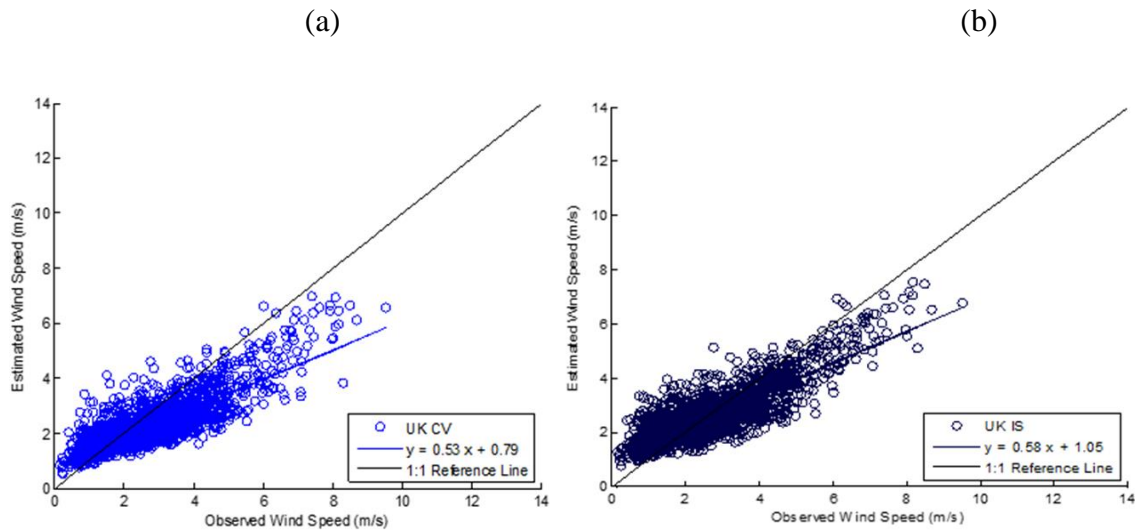 (a)
(b)
14
12
10
8
6
4
2
0
Estimated Wind Speed (m/s)
UK CV
y = 0.53 x + 0.79
1:1 Reference Line
0 2 4 6 8 10 12 14
Observed Wind Speed (m/s)
14
12
10
8
6
4
2
0
Estimated Wind Speed (m/s)
UK IS
y = 0.58 x + 1.05
1:1 Reference Line
0 2 4 6 8 10 12 14
Observed Wind Speed (m/s)